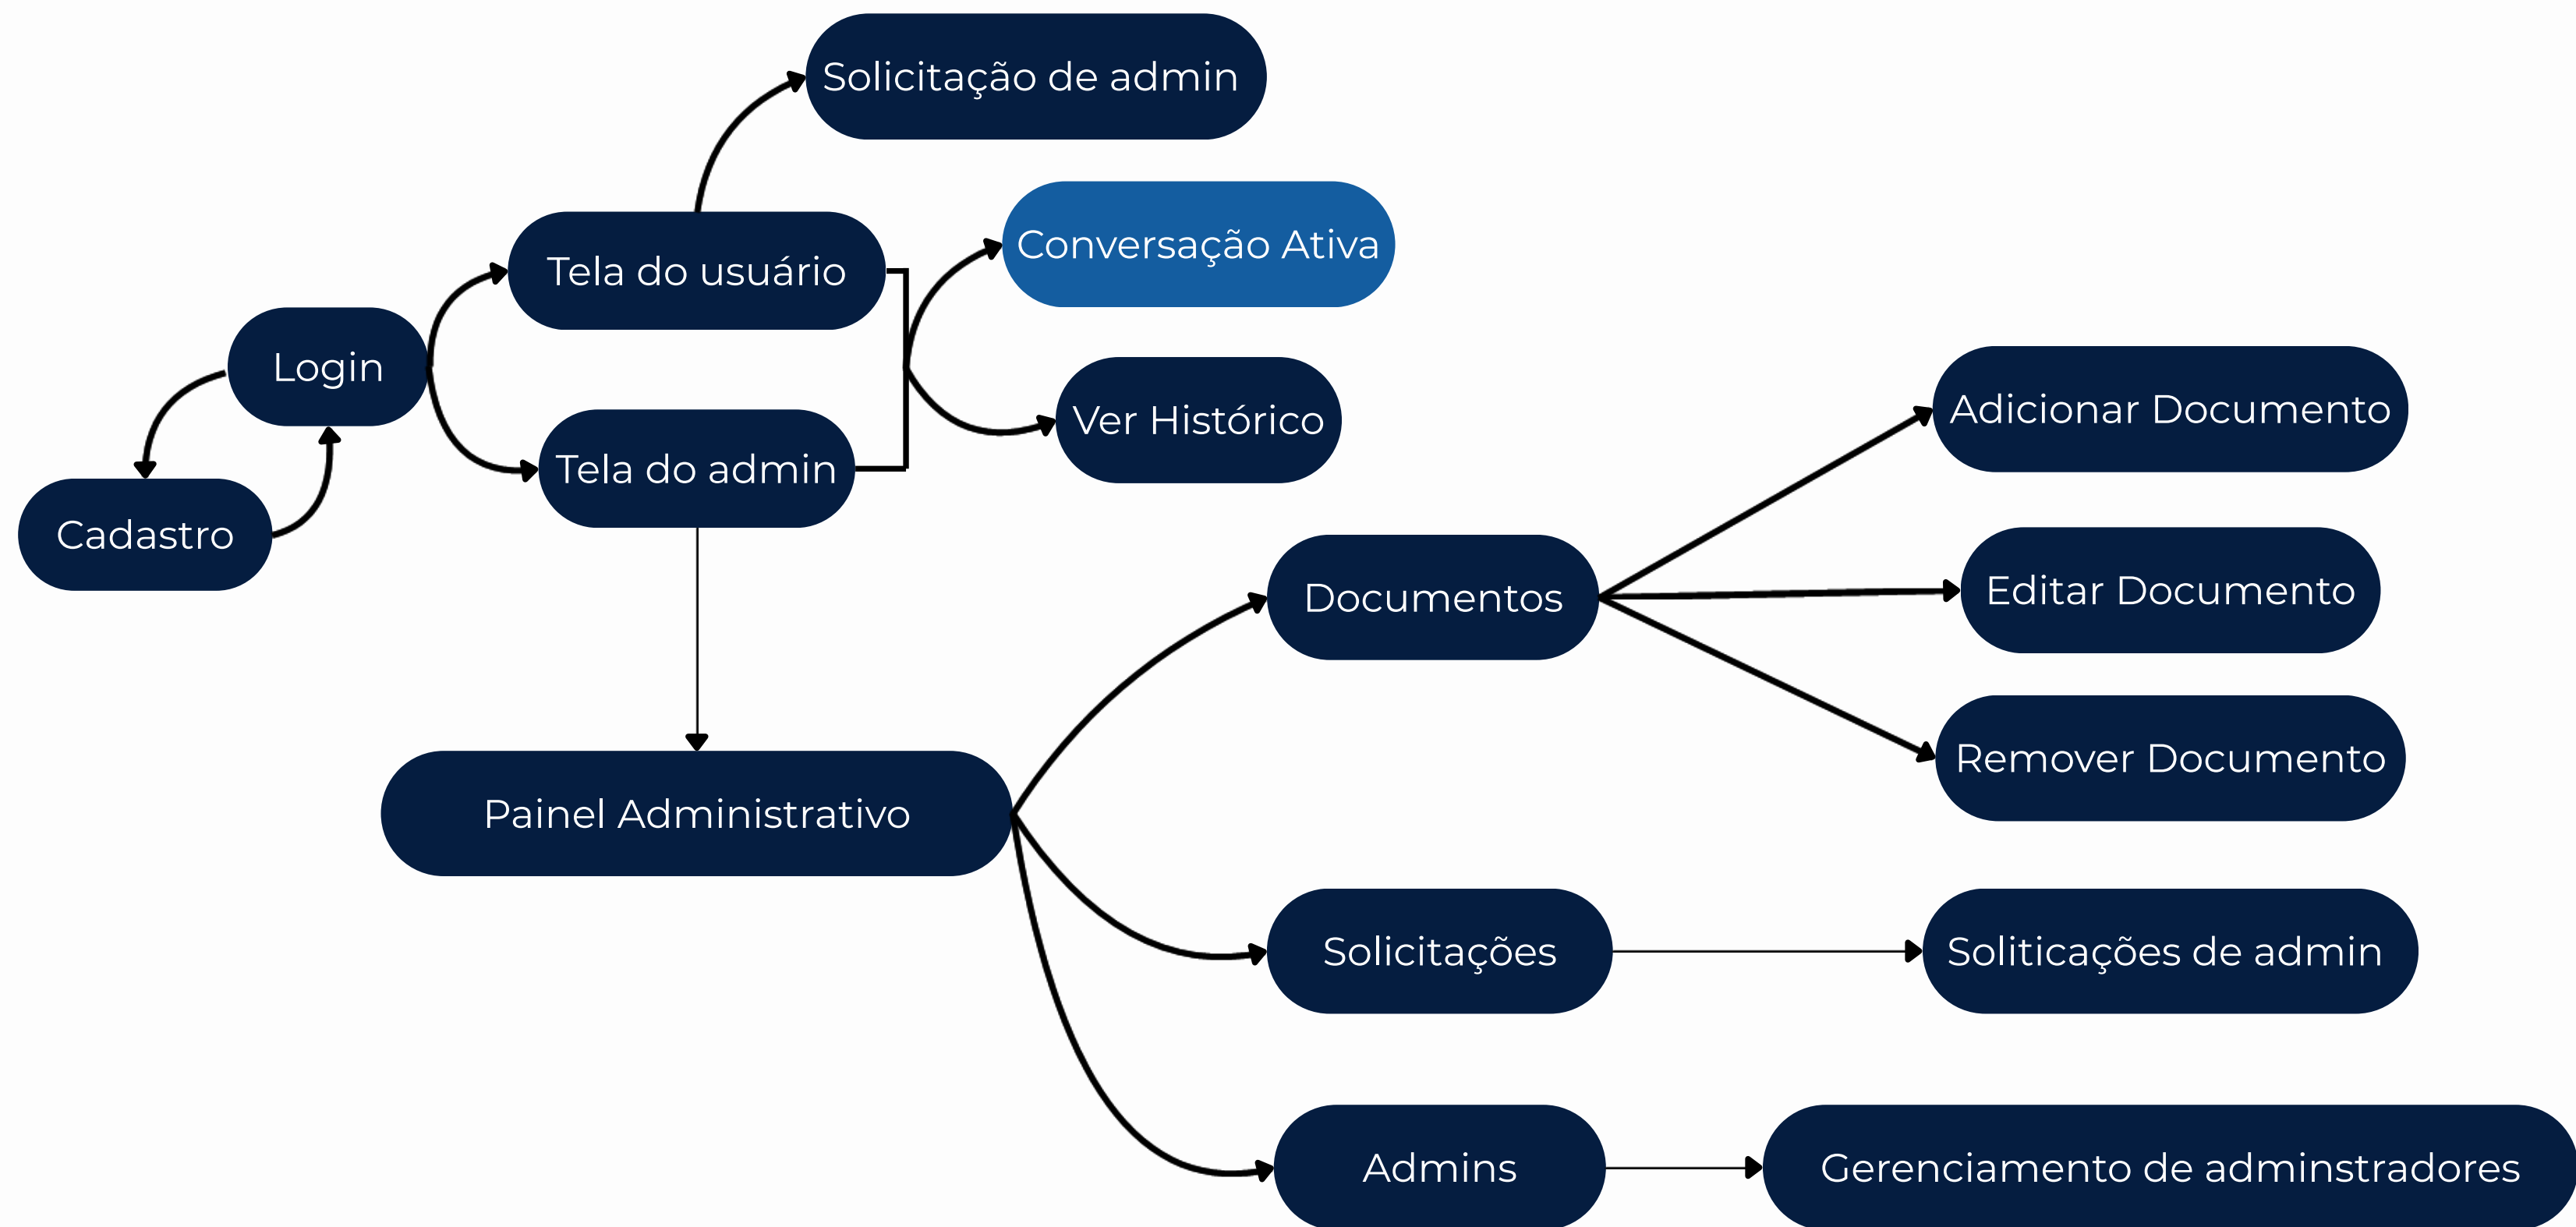 Solicitação de admin
Conversação Ativa
Tela do usuário
Login
Ver Histórico
Tela do admin
Cadastro
Adicionar Documento
Documentos
Editar Documento
Remover Documento
Painel Administrativo
Solicitações
Soliticações de admin
Admins
Gerenciamento de adminstradores